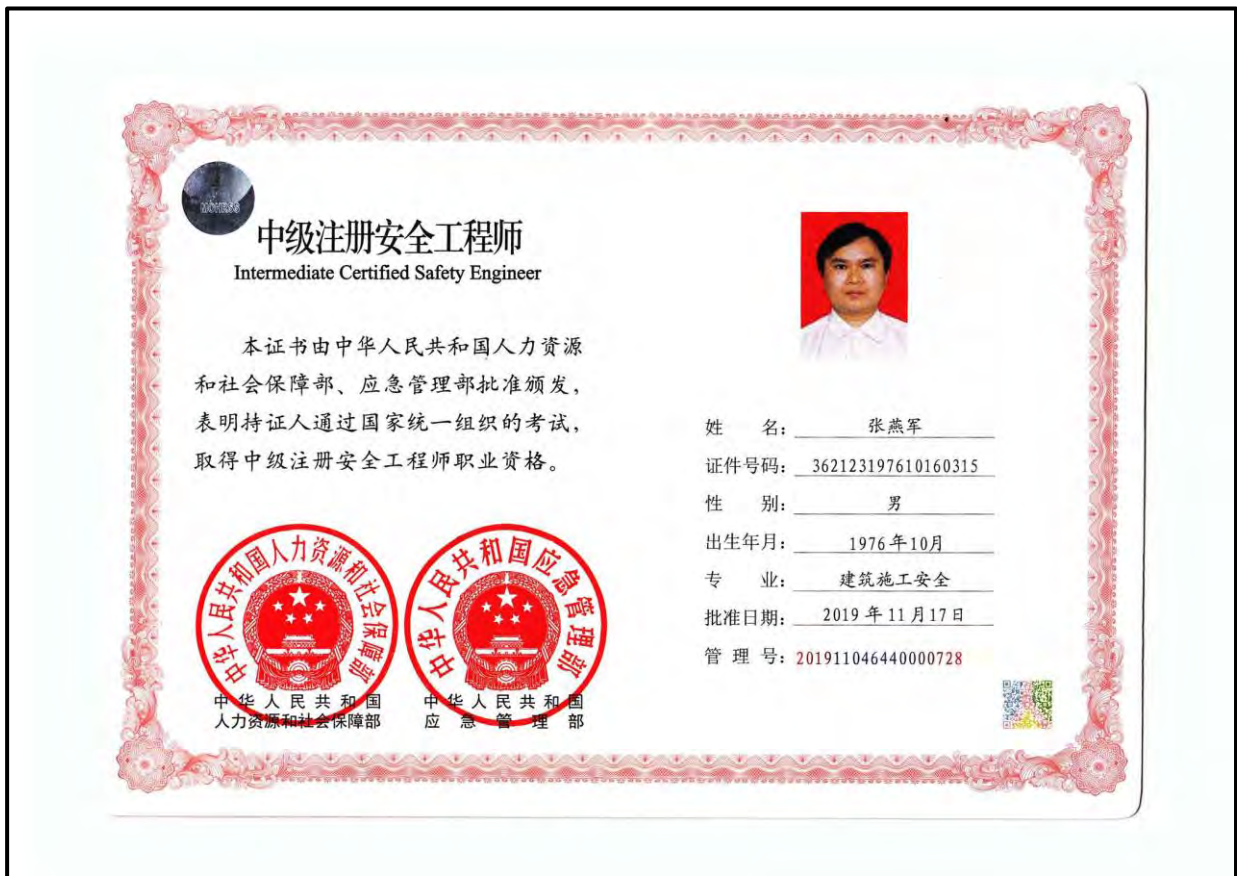 MOHRSS
中级注册安全工程师
Intermediate Certified Safety Engineer
本证书由中华人民共和国人力资源
和社会保障部、应急管理部批准颁发，
表明持证人通过国家统一组织的考试，
取得中级注册安全工程师职业资格。
中华人民共和国人力资源和社会保障部
中华人民共和国
人力资源和社会保障部
中华人民共和国应急管理部
中华人民共和国
应急管理部
姓名：张燕军
证件号码：362123197610160315
性别：男
出生年月：1976年10月
专业：建筑施工安全
批准日期：2019年11月17日
管理号：201911046440000728